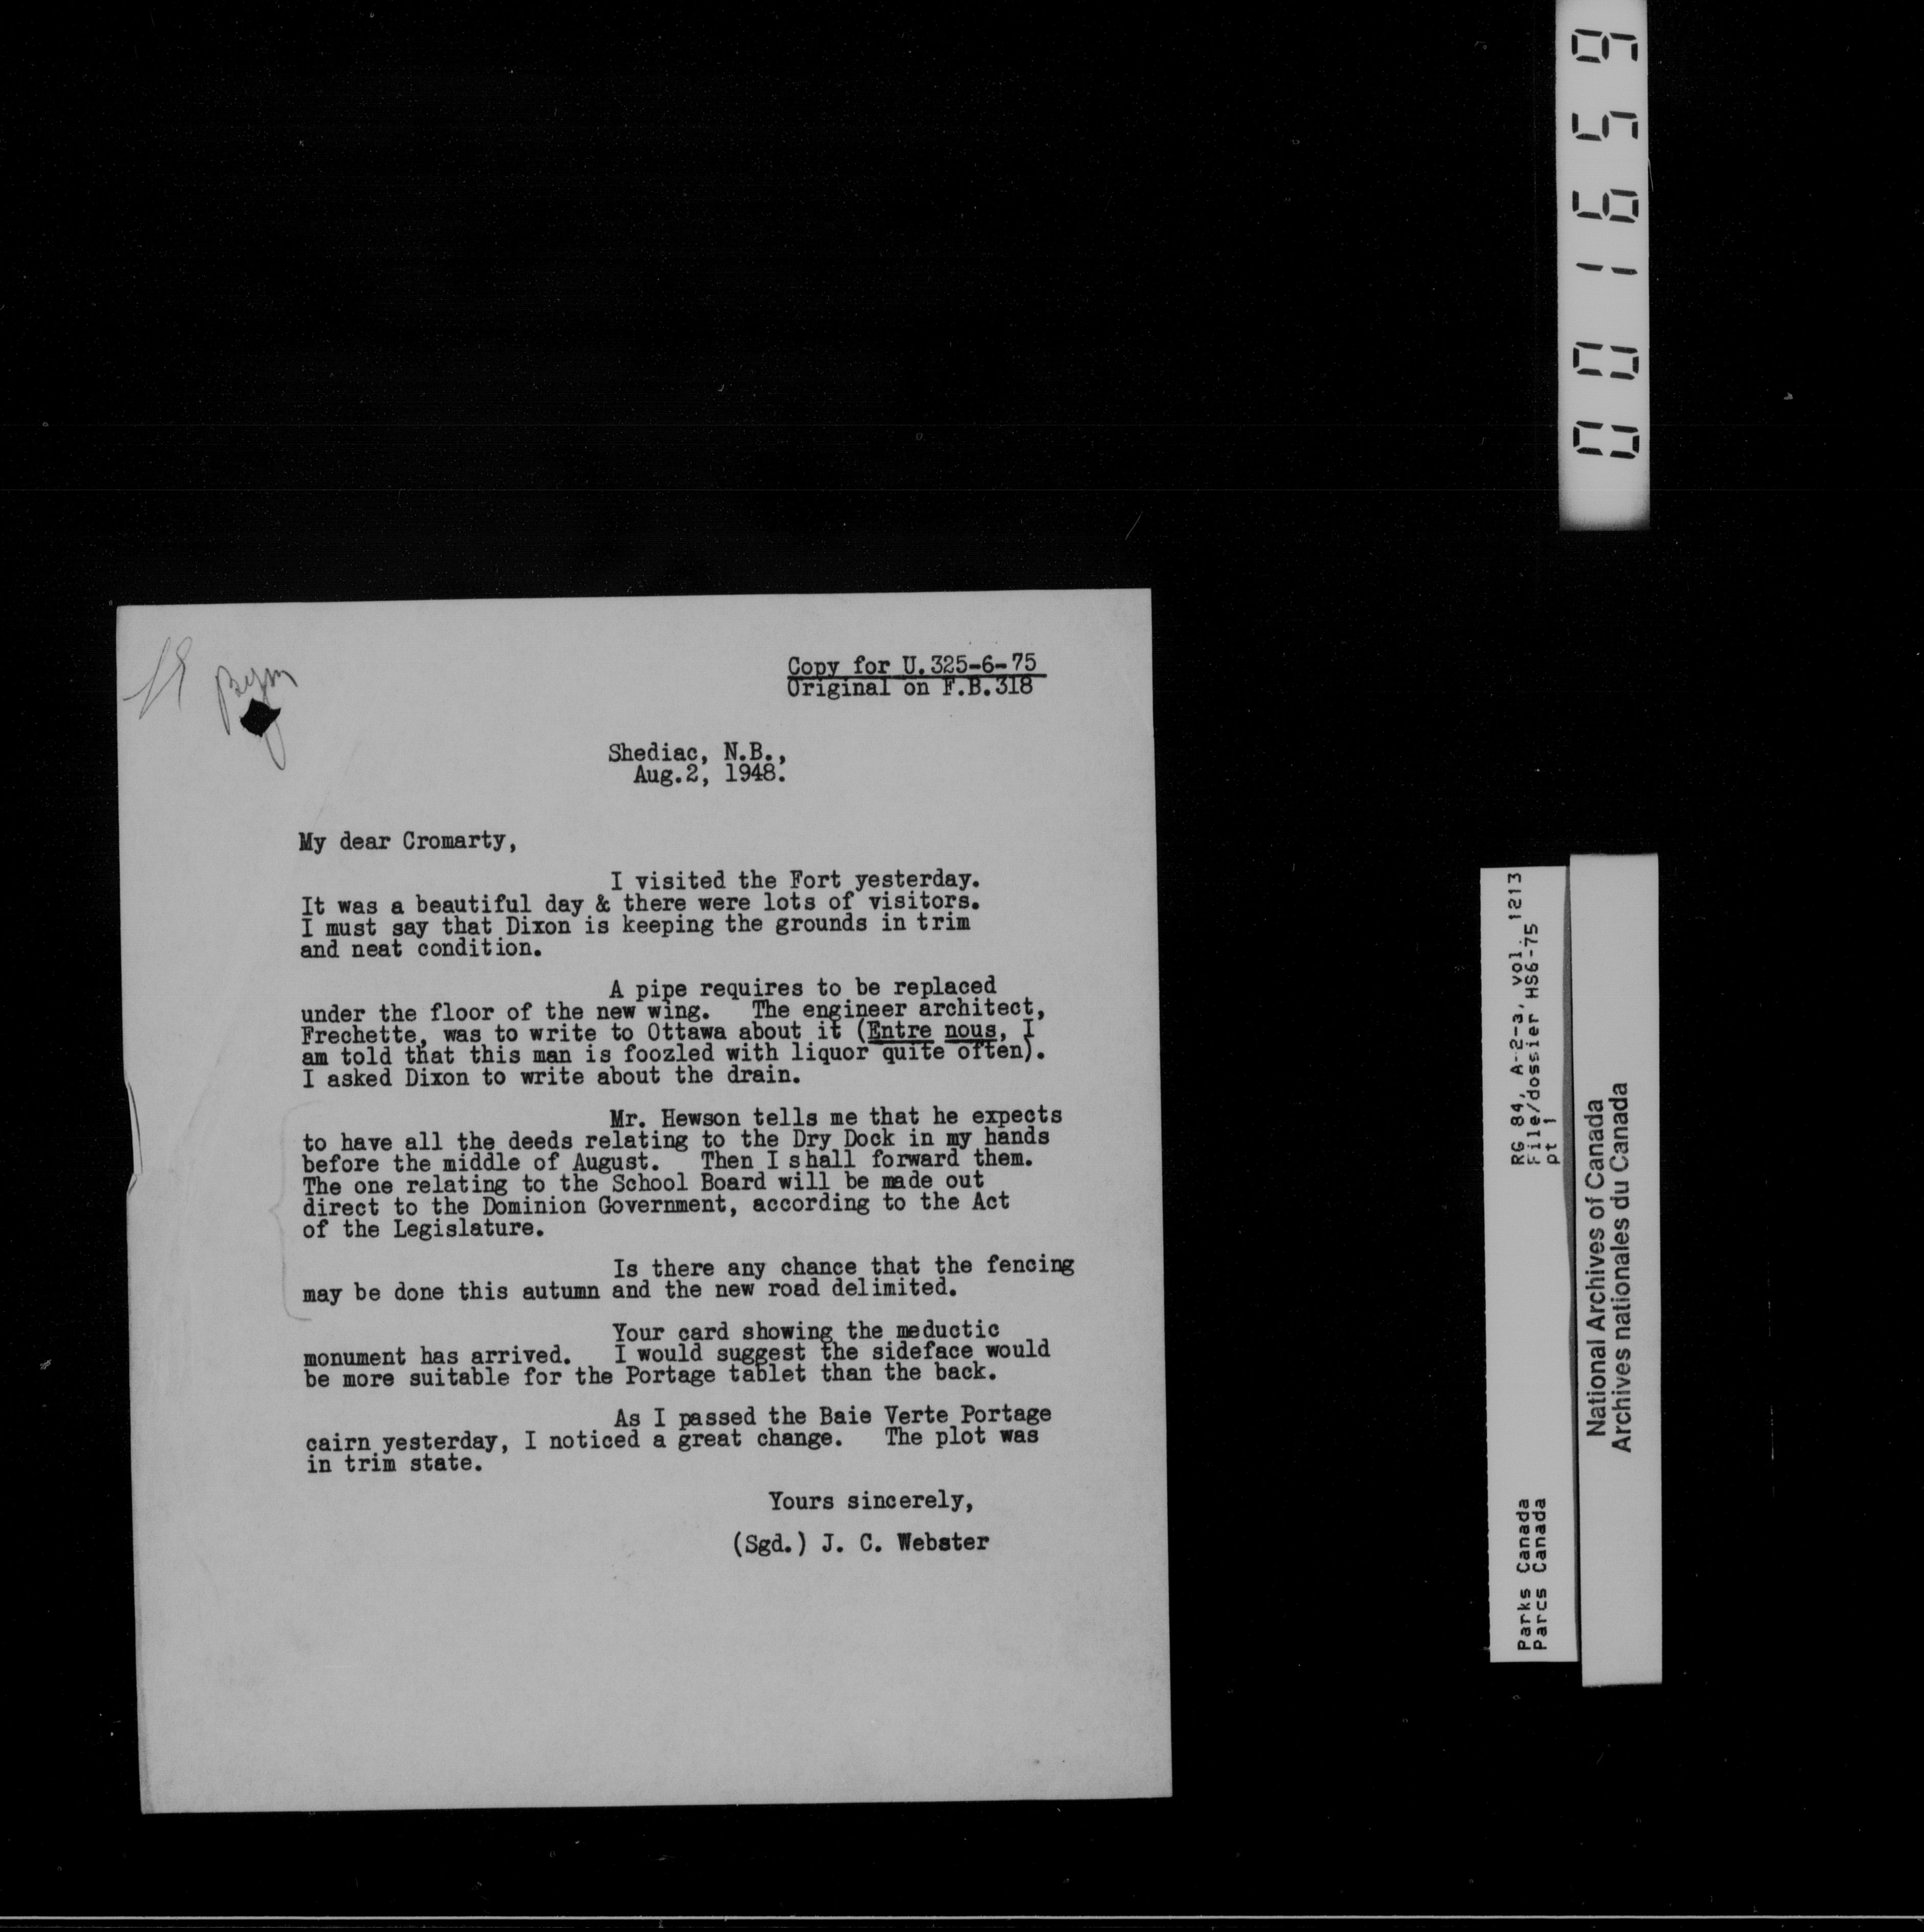 Copy for U.325-6-75
Original on F.B.318
Shediac, N.B.,
Aug.2, 1948.
My dear Cromarty,
I visited the Fort yesterday.
It was a beautiful day & there were lots of visitors.
I must say that Dixon is keeping the grounds in trim
and neat condition.
A pipe requires to be replaced
under the floor of the new wing. The engineer architect,
Frechette, was to write to Ottawa about it (Entre nous, I
am told that this man is foozled with liquor quite often).
I asked Dixon to write about the drain.
Mr. Hewson tells me that he expects
to have all the deeds relating to the Dry Dock in my hands
before the middle of August. Then I shall forward them.
The one relating to the School Board will be made out
direct to the Dominion Government, according to the Act
of the Legislature.
Is there any chance that the fencing
may be done this autumn and the new road delimited.
Your card showing the meductic
monument has arrived. I would suggest the sideface would
be more suitable for the Portage tablet than the back.
As I passed the Baie Verte Portage
cairn yesterday, I noticed a great change. The plot was
in trim state.
Yours sincerely,
(Sgd.) J. C. Webster
001659
Parks Canada RG 84, A-2-3, vol. 1213
Parcs Canada File/dossier HS6-75
pt 1
National Archives of Canada
Archives nationales du Canada